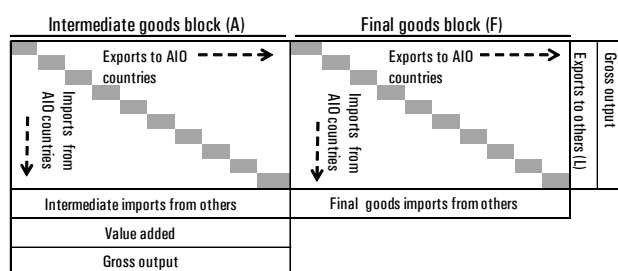 Intermediate goods block (A)
Final goods block (F)
Exports to AIO
countries
Imports from
AIO countries
Exports to AIO
countries
Imports from
AIO countries
Exports to others (L)
Gross output
Intermediate imports from others
Final goods imports from others
Value added
Gross output